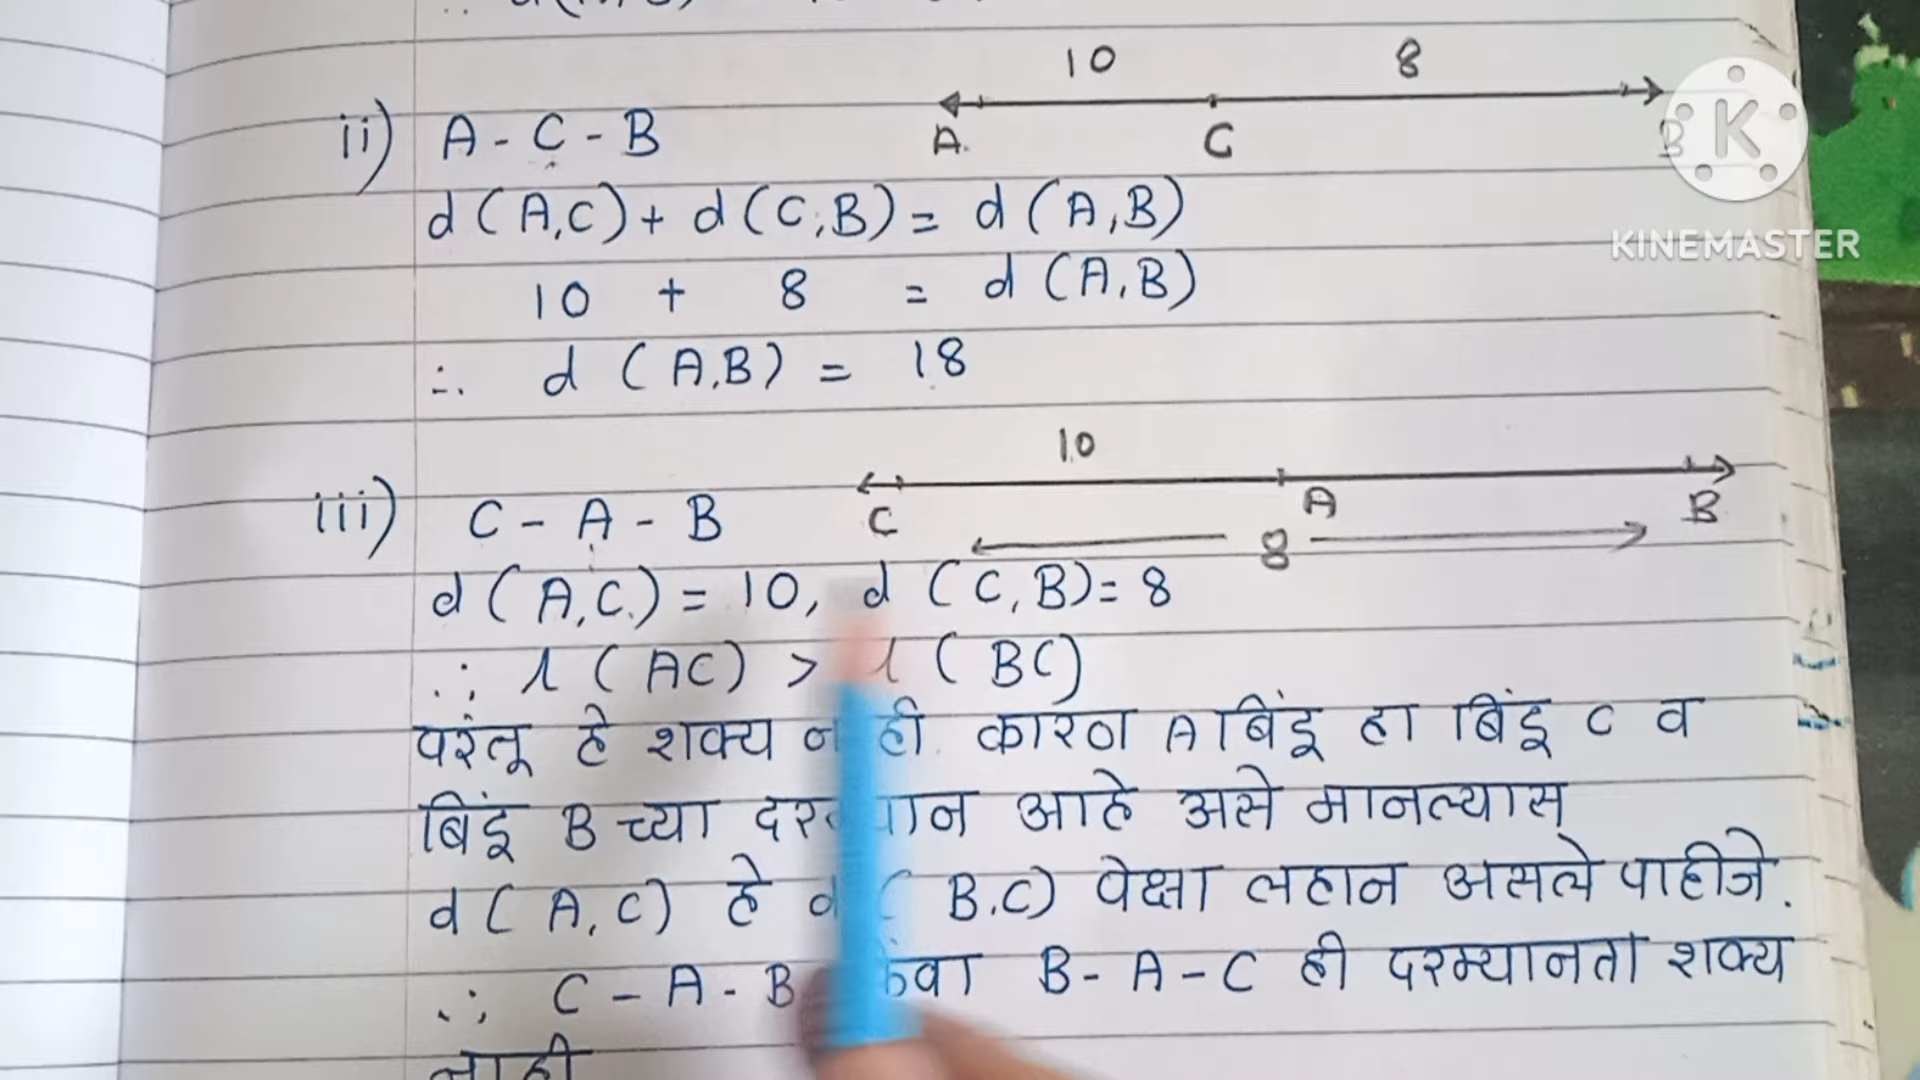 10 8
ii) A - C - B
A. C B
K
KINEMASTER
d (A,C) + d (C,B) = d (A,B)
10 + 8 = d (A,B)
∴ d (A,B) = 18
10
iii) C - A - B
C A B
8
d (A,C) = 10, d (C,B) = 8
∴ l (AC) > l (BC)
परंतू हे शक्य नाही. कारण A बिंदू हा बिंदू C व
बिंदू B च्या आहे असे मानल्यास
d (A,C) हे d ( B,C) पेक्षा लहान असले पाहीजे.
∴ C - A - B B - A - C ही दरम्यानता शक्य
नाही